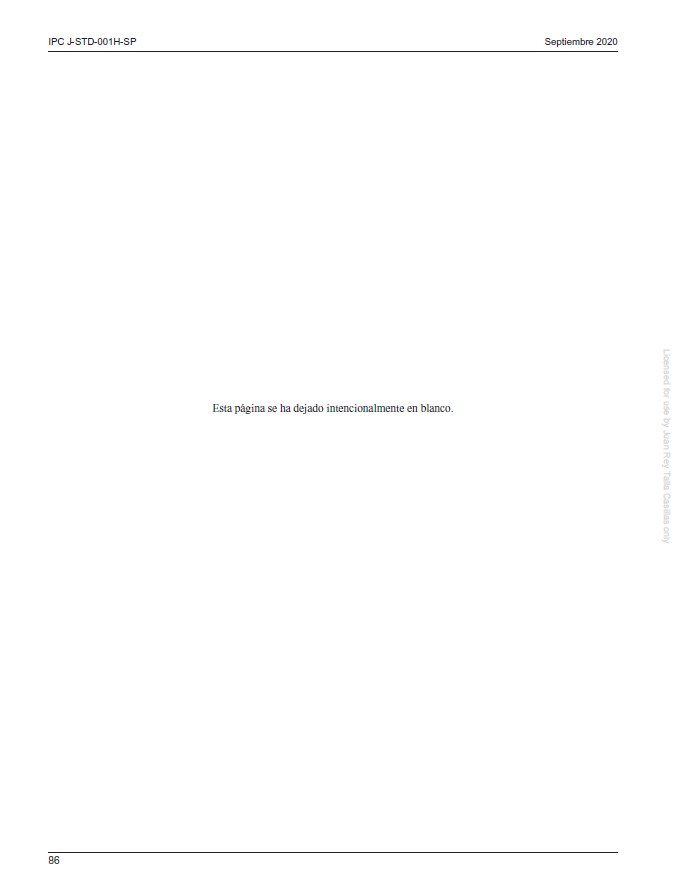 IPC J-STD-001H-SP
Septiembre 2020
Esta página se ha dejado intencionalmente en blanco.
Licensed for use by Juan Rey Talla Casillas only
86